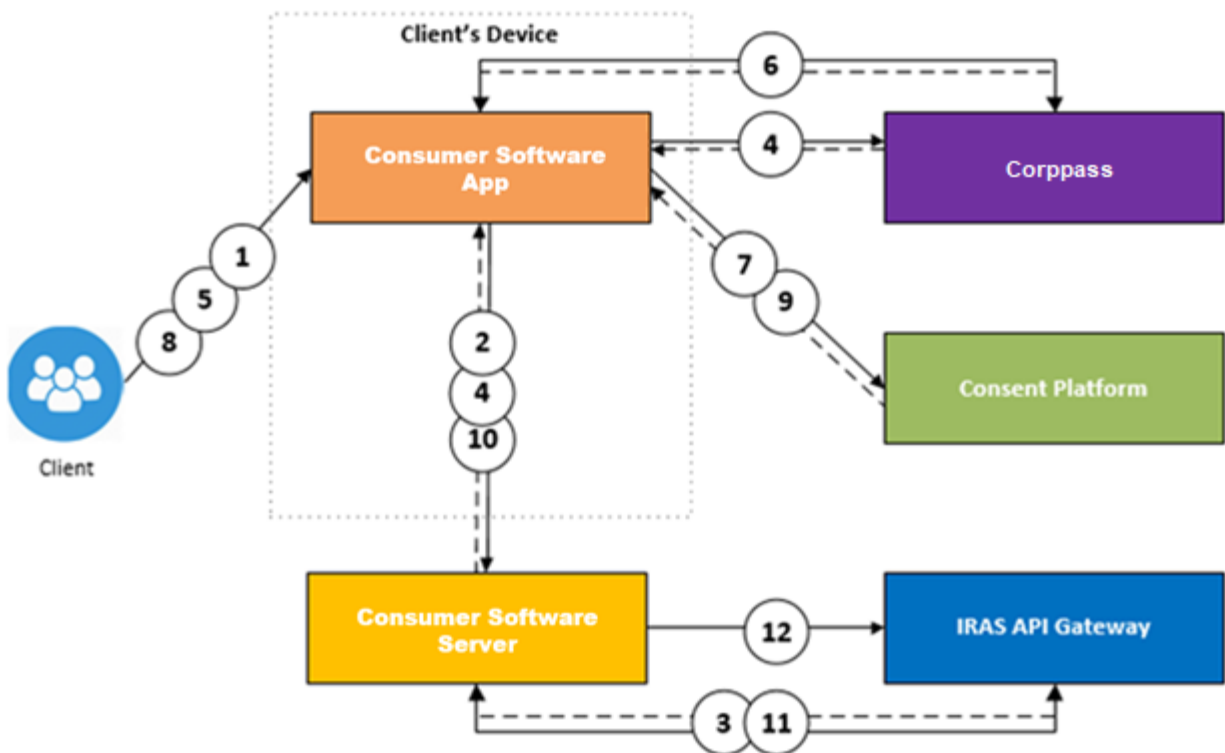 Client's Device
6
Consumer Software
App
4
Corppass
1
5
8
7
9
2
4
10
Client
Consent Platform
Consumer Software
Server
12
IRAS API Gateway
3
11